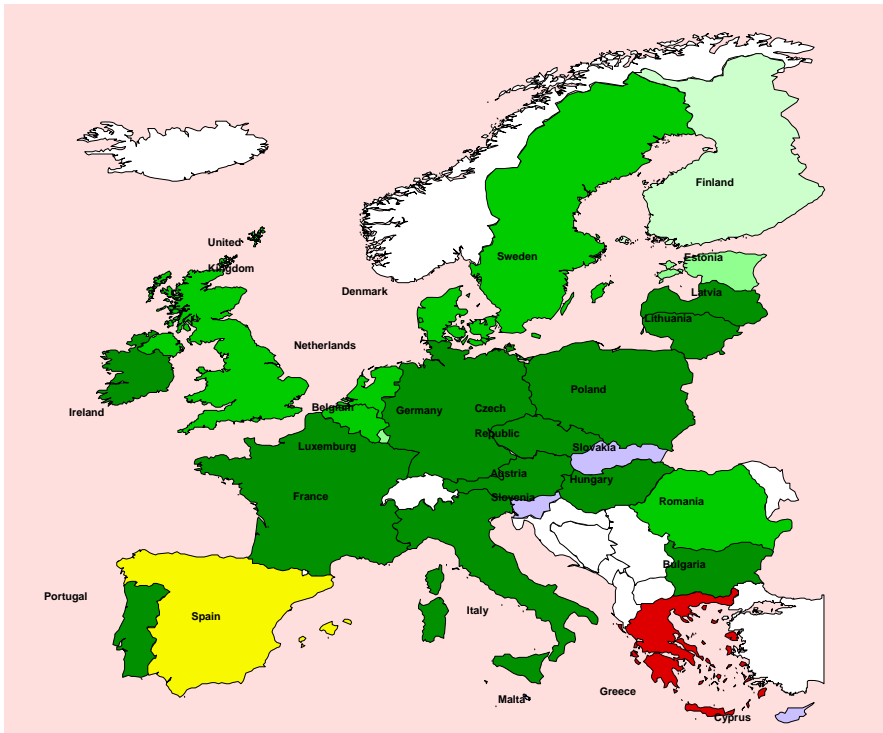 Finland
United
Kingdom
Sweden
Estonia
Denmark
Latvia
Lithuania
Netherlands
Poland
Belgium
Germany
Czech
Republic
Ireland
Luxemburg
Slovakia
Austria
Hungary
France
Slovenia
Romania
Bulgaria
Portugal
Spain
Italy
Malta
Greece
Cyprus